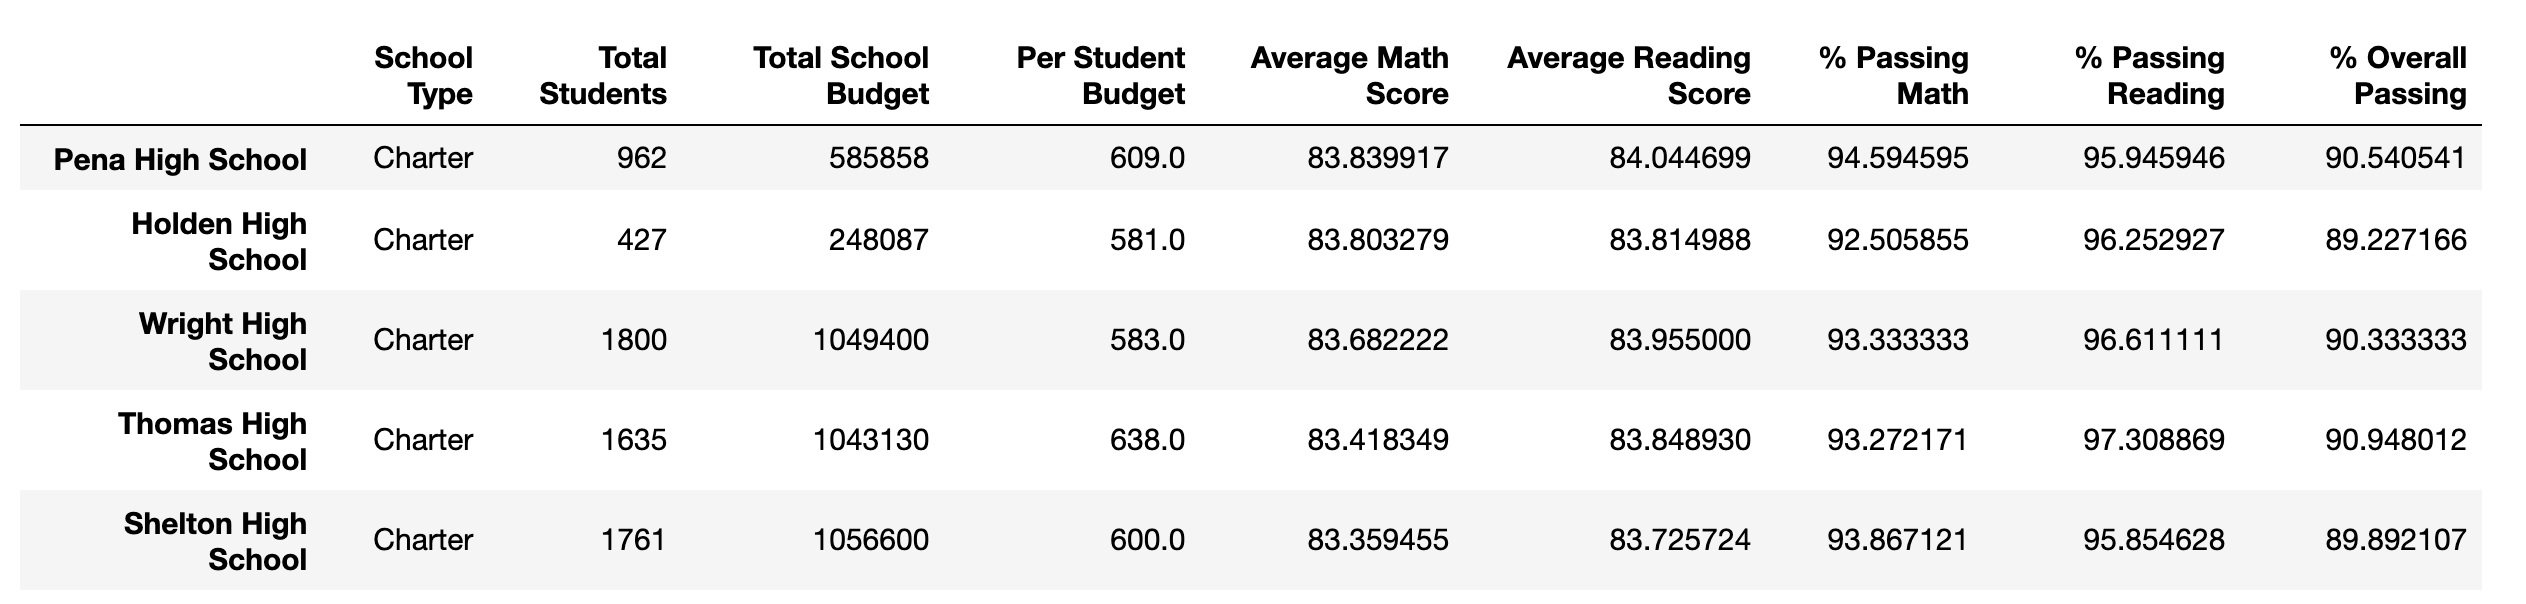 School Type Total Students Total School Budget Per Student Budget Average Math Score Average Reading Score % Passing Math % Passing Reading % Overall Passing
Pena High School Charter 962 585858 609.0 83.839917 84.044699 94.594595 95.945946 90.540541
Holden High School Charter 427 248087 581.0 83.803279 83.814988 92.505855 96.252927 89.227166
Wright High School Charter 1800 1049400 583.0 83.682222 83.955000 93.333333 96.611111 90.333333
Thomas High School Charter 1635 1043130 638.0 83.418349 83.848930 93.272171 97.308869 90.948012
Shelton High School Charter 1761 1056600 600.0 83.359455 83.725724 93.867121 95.854628 89.892107